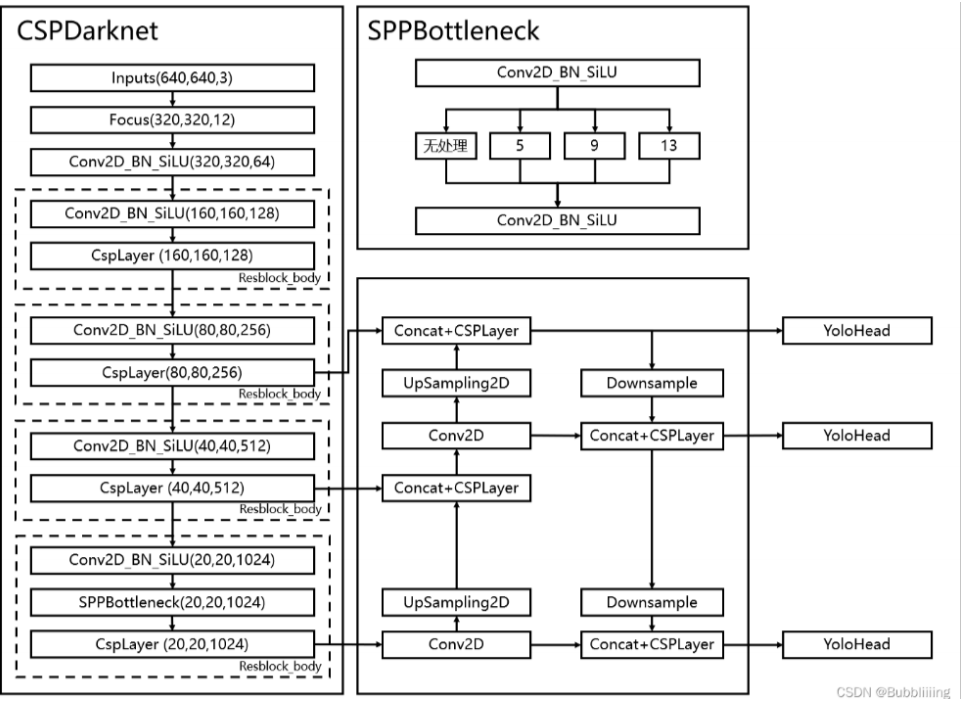 CSPDarknet
Inputs(640,640,3)
Focus(320,320,12)
Conv2D_BN_SiLU(320,320,64)
Conv2D_BN_SiLU(160,160,128)
CspLayer (160,160,128)
Resblock_body
Conv2D_BN_SiLU(80,80,256)
CspLayer(80,80,256)
Resblock_body
Conv2D_BN_SiLU(40,40,512)
CspLayer (40,40,512)
Resblock_body
Conv2D_BN_SiLU(20,20,1024)
SPPBottleneck(20,20,1024)
CspLayer (20,20,1024)
Resblock_body
SPPBottleneck
Conv2D_BN_SiLU
无处理 5 9 13
Conv2D_BN_SiLU
Concat+CSPLayer YoloHead
UpSampling2D Downsample
Conv2D Concat+CSPLayer YoloHead
Concat+CSPLayer
UpSampling2D Downsample
Conv2D Concat+CSPLayer YoloHead
CSDN @Bubbliiiing